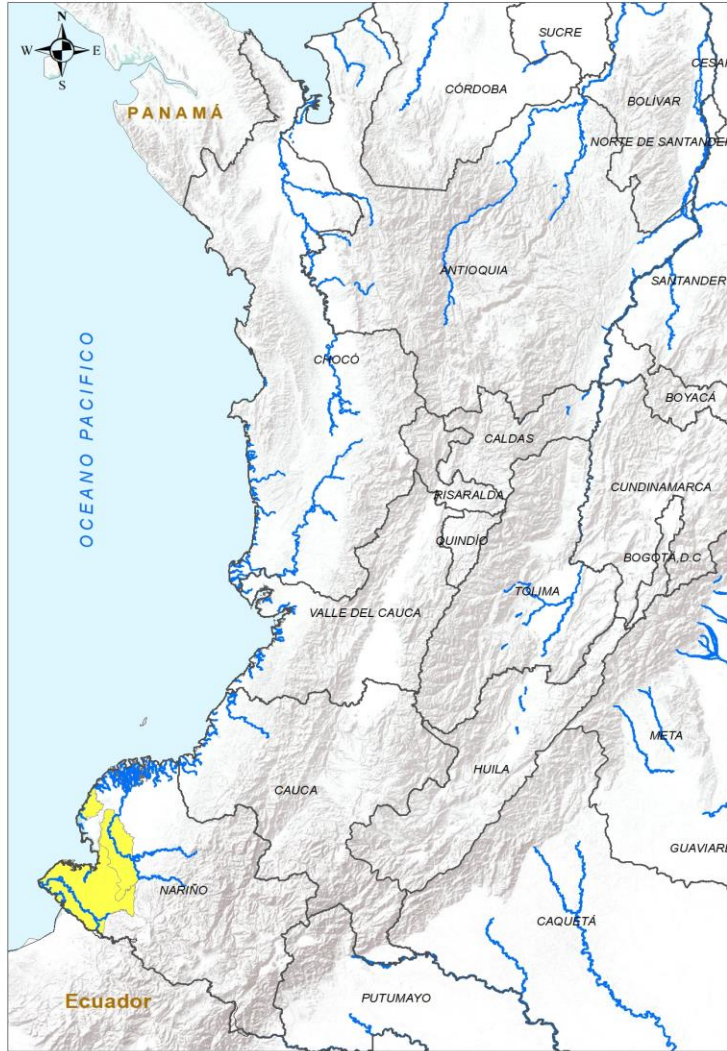 N
W E
S
PANAMÁ
SUCRE
CÓRDOBA
CESAR
BOLÍVAR
NORTE DE SANTANDER
ANTIOQUIA
SANTANDER
OCEANO PACIFICO
CHOCÓ
BOYACÁ
CALDAS
CUNDINAMARCA
RISARALDA
QUINDÍO
BOGOTÁ,D.C
TOLIMA
VALLE DEL CAUCA
META
HUILA
CAUCA
GUAVIARE
NARIÑO
CAQUETÁ
PUTUMAYO
Ecuador